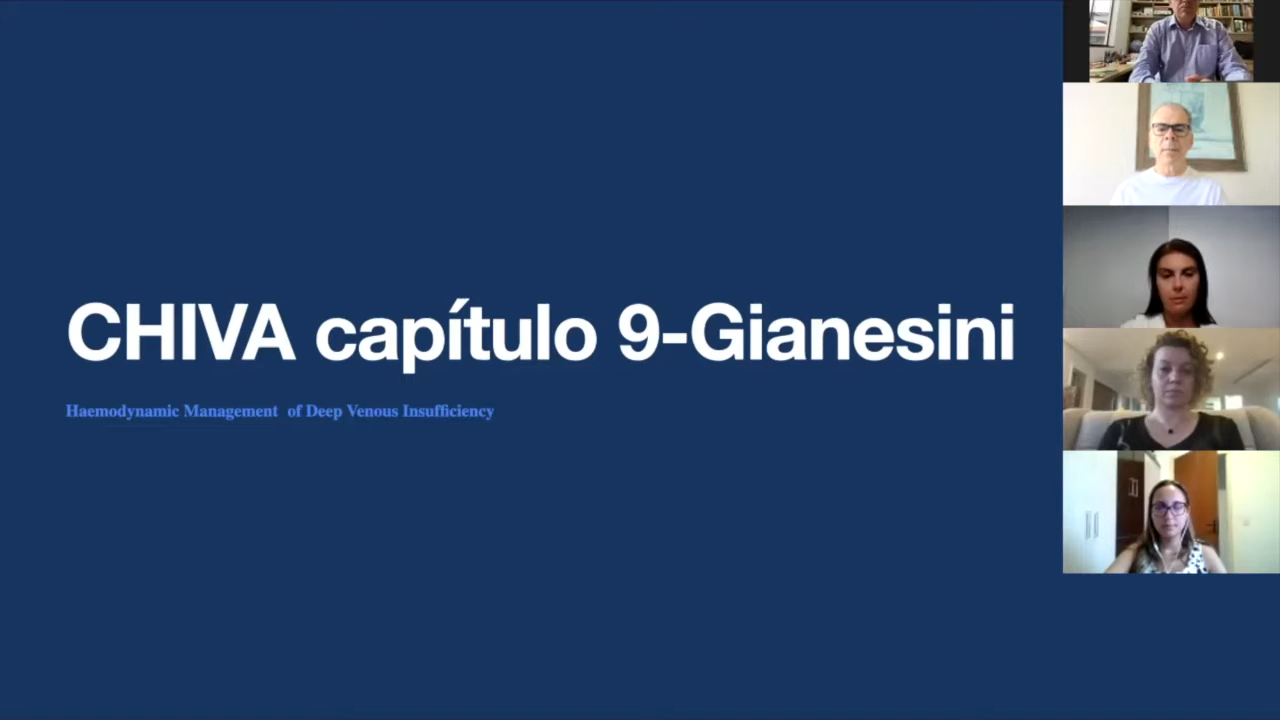 CHIVA capítulo 9-Gianesini
Haemodynamic Management of Deep Venous Insufficiency